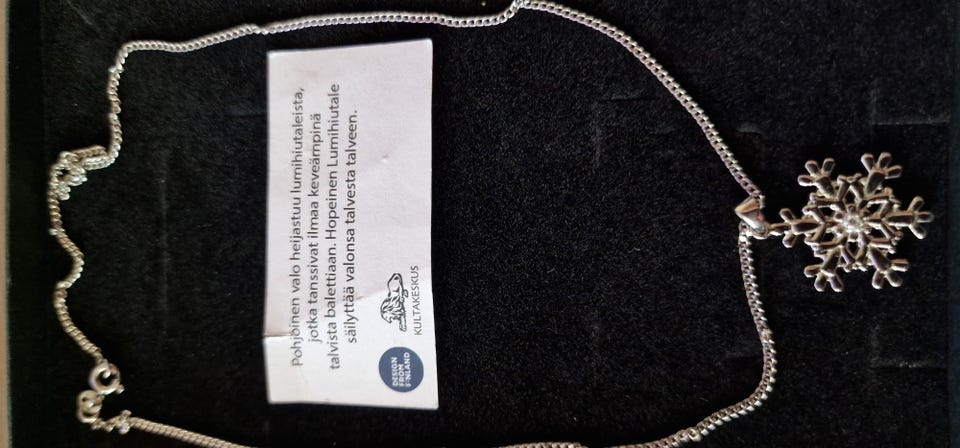 Pohjoinen valo heijastuu lumihiutaleista,
jotka tanssivat ilmaa keveämpinä
talvista balettiaan. Hopeinen Lumihiutale
säilyttää valonsa talvesta talveen.
DESIGN
FROM
FINLAND
KULTAKESKUS